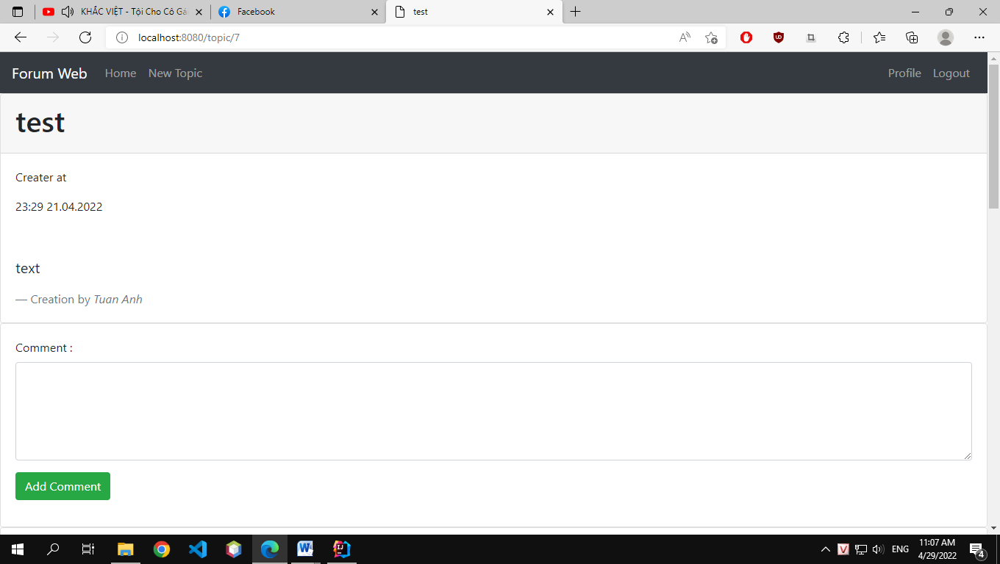 KHẮC VIỆT - Tội Cho Cô Gá
Facebook
test
localhost:8080/topic/7
Forum Web Home New Topic Profile Logout
test
Creater at
23:29 21.04.2022
text
— Creation by Tuan Anh
Comment :
Add Comment
ENG
11:07 AM
4/29/2022
4